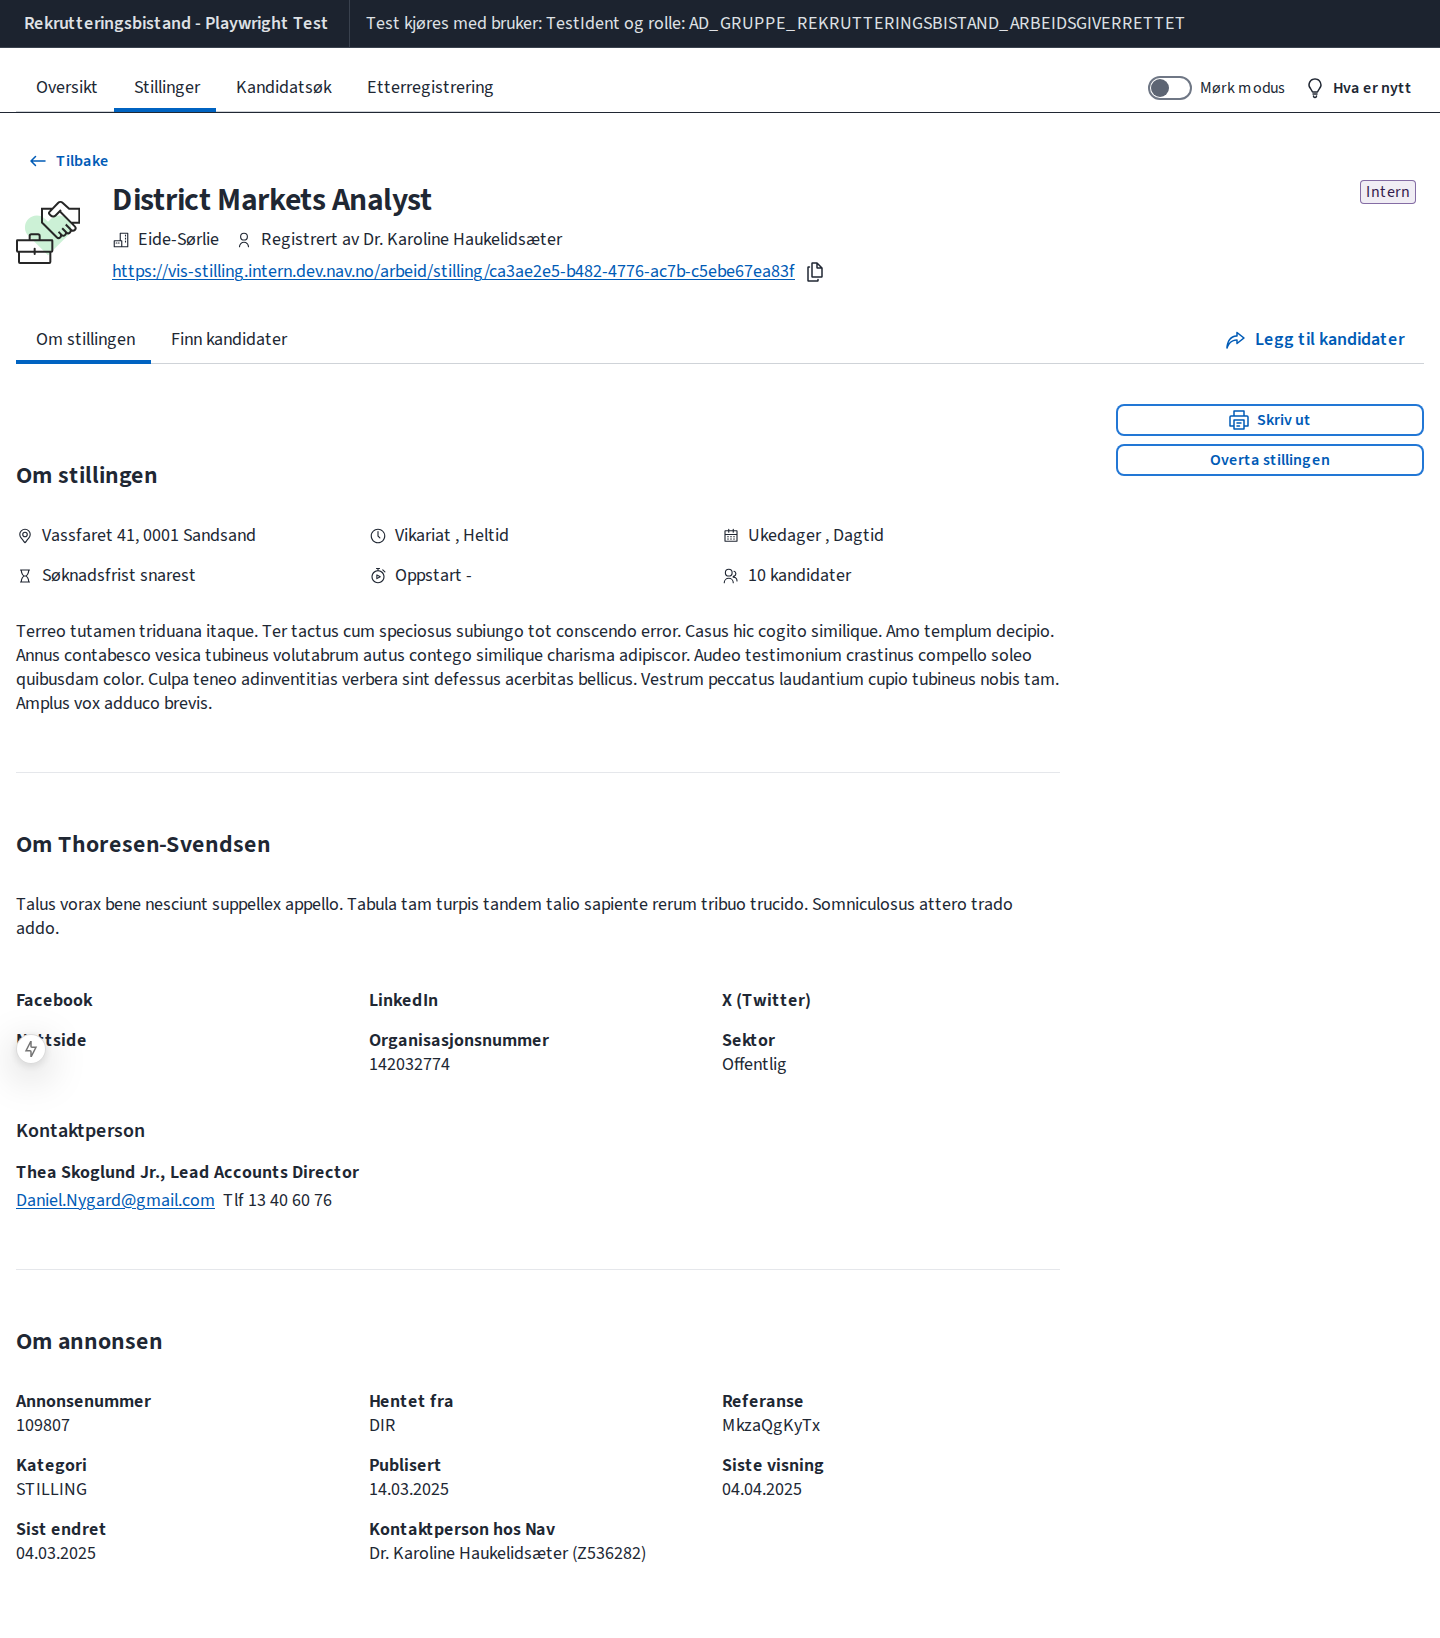 Rekrutteringsbistand - Playwright Test
Test kjøres med bruker: TestIdent og rolle: AD_GRUPPE_REKRUTTERINGSBISTAND_ARBEIDSGIVERRETTET
Oversikt
Stillinger
Kandidatsøk
Etterregistrering
Mørk modus
Hva er nytt
Tilbake
District Markets Analyst
Intern
Eide-Sørlie
Registrert av Dr. Karoline Haukelidsæter
https://vis-stilling.intern.dev.nav.no/arbeid/stilling/ca3ae2e5-b482-4776-ac7b-c5ebe67ea83f
Om stillingen
Finn kandidater
Legg til kandidater
Skriv ut
Overta stillingen
Om stillingen
Vassfaret 41, 0001 Sandsand
Vikariat , Heltid
Ukedager , Dagtid
Søknadsfrist snarest
Oppstart -
10 kandidater
Terreo tutamen triduana itaque. Ter tactus cum speciosus subiungo tot conscendo error. Casus hic cogito similique. Amo templum decipio.
Annus contabesco vesica tubineus volutabrum autus contego similique charisma adipiscor. Audeo testimonium crastinus compello soleo
quibusdam color. Culpa teneo adinventitias verbera sint defessus acerbitas bellicus. Vestrum peccatus laudantium cupio tubineus nobis tam.
Amplus vox adduco brevis.
Om Thoresen-Svendsen
Talus vorax bene nesciunt suppellex appello. Tabula tam turpis tandem talio sapiente rerum tribuo trucido. Somniculosus attero trado
addo.
Facebook
LinkedIn
X (Twitter)
Organisasjonsnummer
142032774
Sektor
Offentlig
Kontaktperson
Thea Skoglund Jr., Lead Accounts Director
Daniel.Nygard@gmail.com Tlf 13 40 60 76
Om annonsen
Annonsenummer
109807
Hentet fra
DIR
Referanse
MkzaQgKyTx
Kategori
STILLING
Publisert
14.03.2025
Siste visning
04.04.2025
Sist endret
04.03.2025
Kontaktperson hos Nav
Dr. Karoline Haukelidsæter (Z536282)